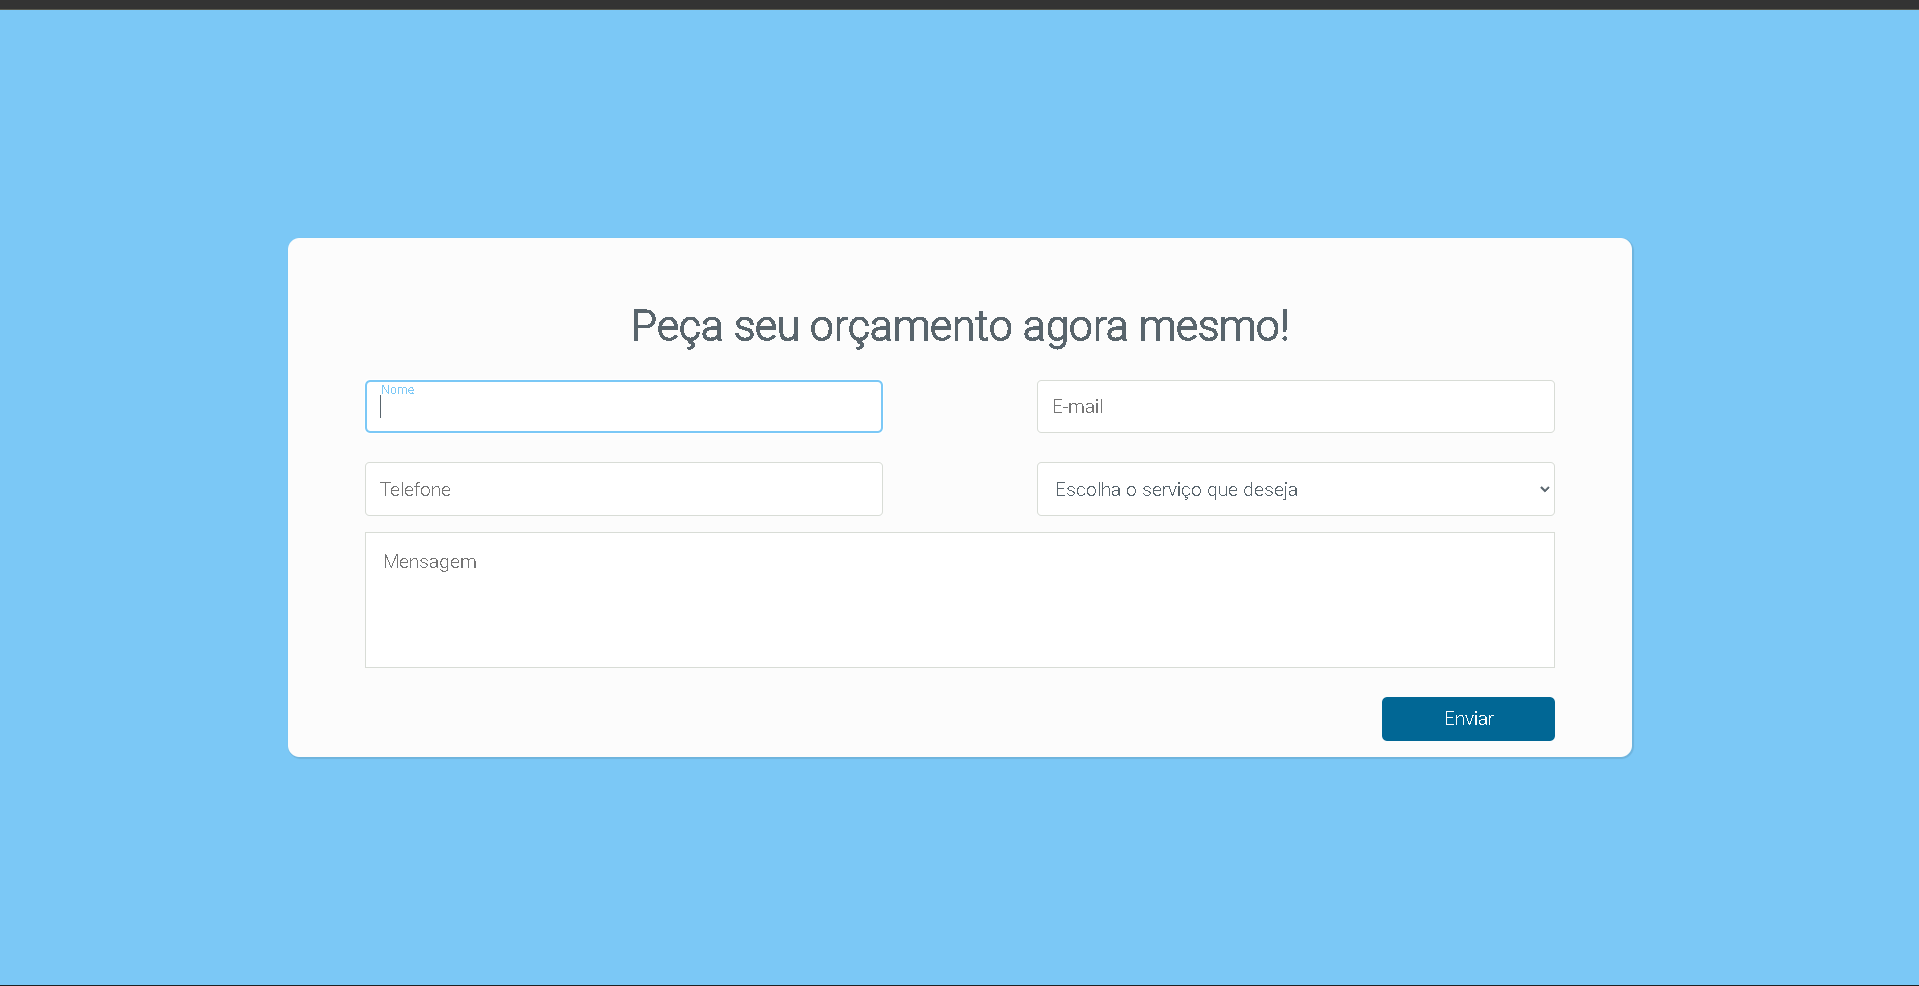 Peça seu orçamento agora mesmo!
Nome
E-mail
Telefone
Escolha o serviço que deseja
Mensagem
Enviar